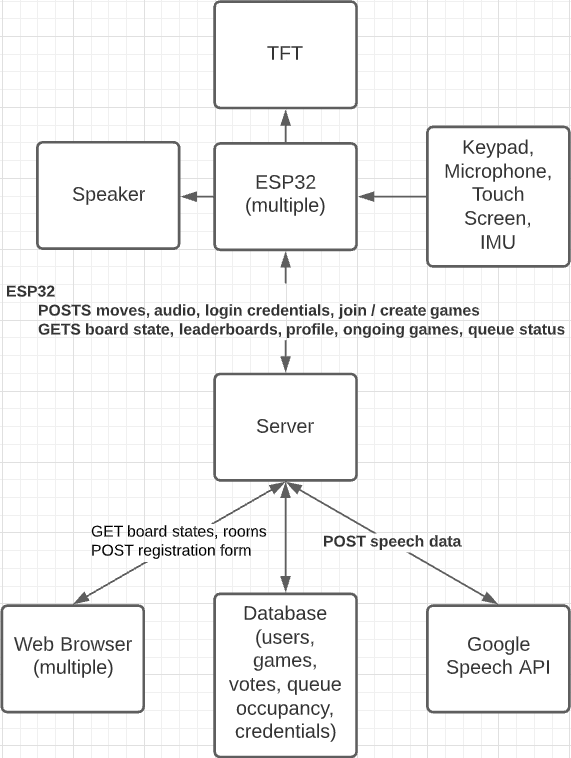 TFT
Speaker
ESP32
(multiple)
Keypad,
Microphone,
Touch
Screen,
IMU
ESP32
POSTS moves, audio, login credentials, join / create games
GETS board state, leaderboards, profile, ongoing games, queue status
Server
GET board states, rooms
POST registration form
POST speech data
Web Browser
(multiple)
Database
(users,
games,
votes, queue
occupancy,
credentials)
Google
Speech API